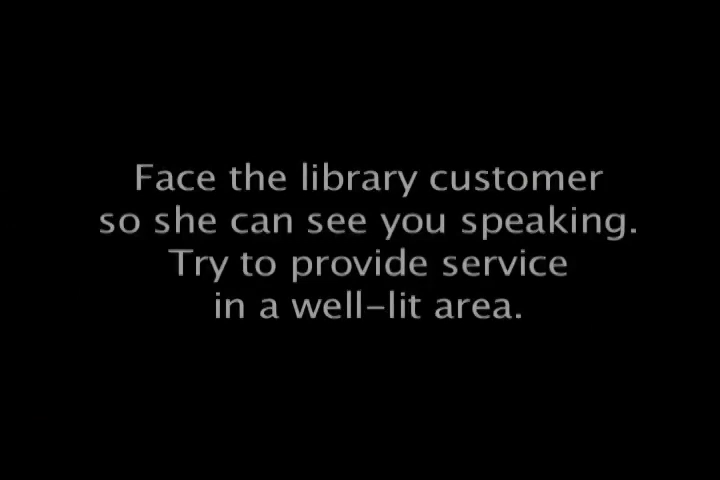 Face the library customer
so she can see you speaking.
Try to provide service
in a well-lit area.